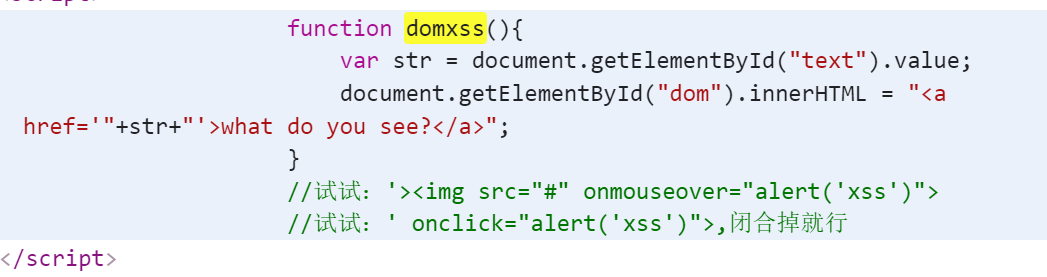 function domxss(){
var str = document.getElementById("text").value;
document.getElementById("dom").innerHTML = "<a
href='"+str+"'>what do you see?</a>";
}
//试试：'><img src="#" onmouseover="alert('xss')">
//试试：' onclick="alert('xss')">,闭合掉就行
</script>